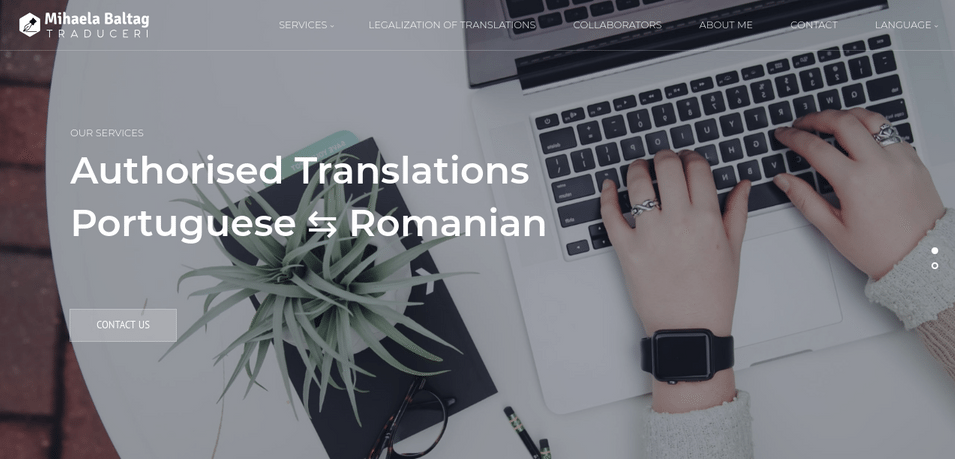 Mihaela Baltag
TRADUCERI
SERVICES
LEGALIZATION OF TRANSLATIONS
COLLABORATORS
ABOUT ME
CONTACT
LANGUAGE
OUR SERVICES
Authorised Translations
Portuguese ⇆ Romanian
CONTACT US